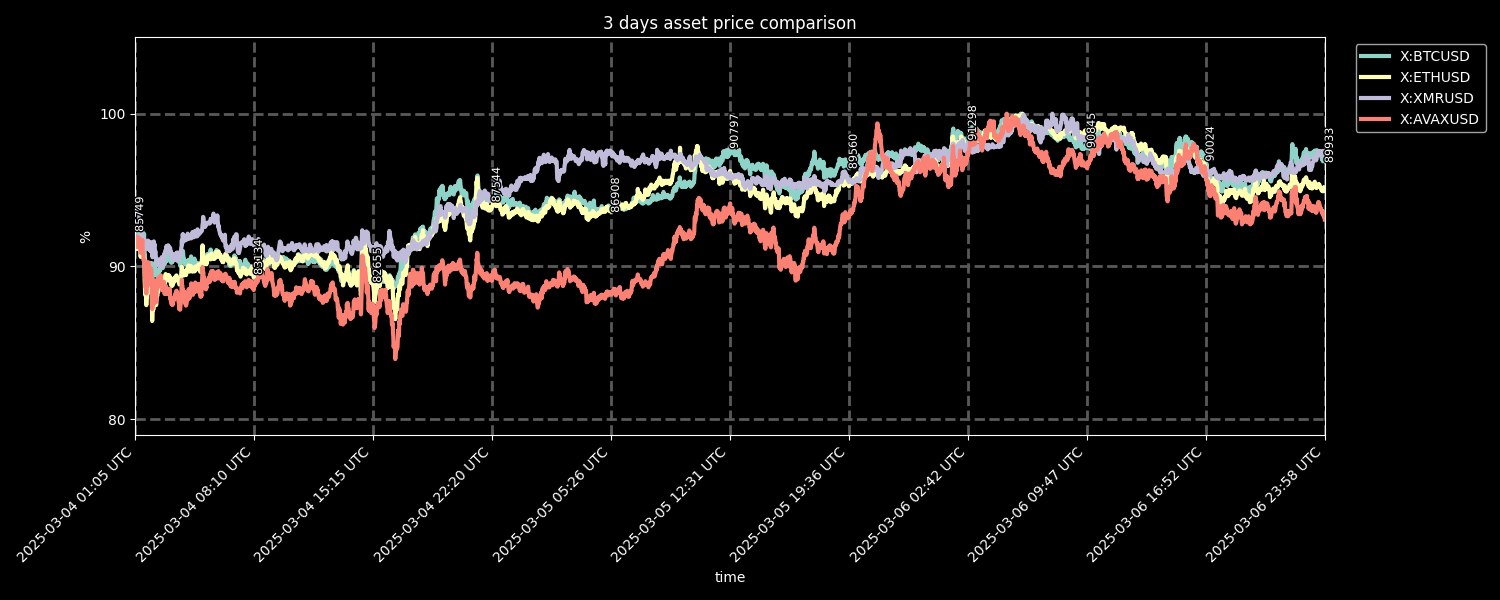 3 days asset price comparison
X:BTCUSD
X:ETHUSD
X:XMRUSD
X:AVAXUSD
100
90
80
%
85749
83134
82655
87544
86908
90797
89560
91298
90845
90024
89933
2025-03-04 01:05 UTC
2025-03-04 08:10 UTC
2025-03-04 15:15 UTC
2025-03-04 22:20 UTC
2025-03-05 05:26 UTC
2025-03-05 12:31 UTC
2025-03-05 19:36 UTC
2025-03-06 02:42 UTC
2025-03-06 09:47 UTC
2025-03-06 16:52 UTC
2025-03-06 23:58 UTC
time